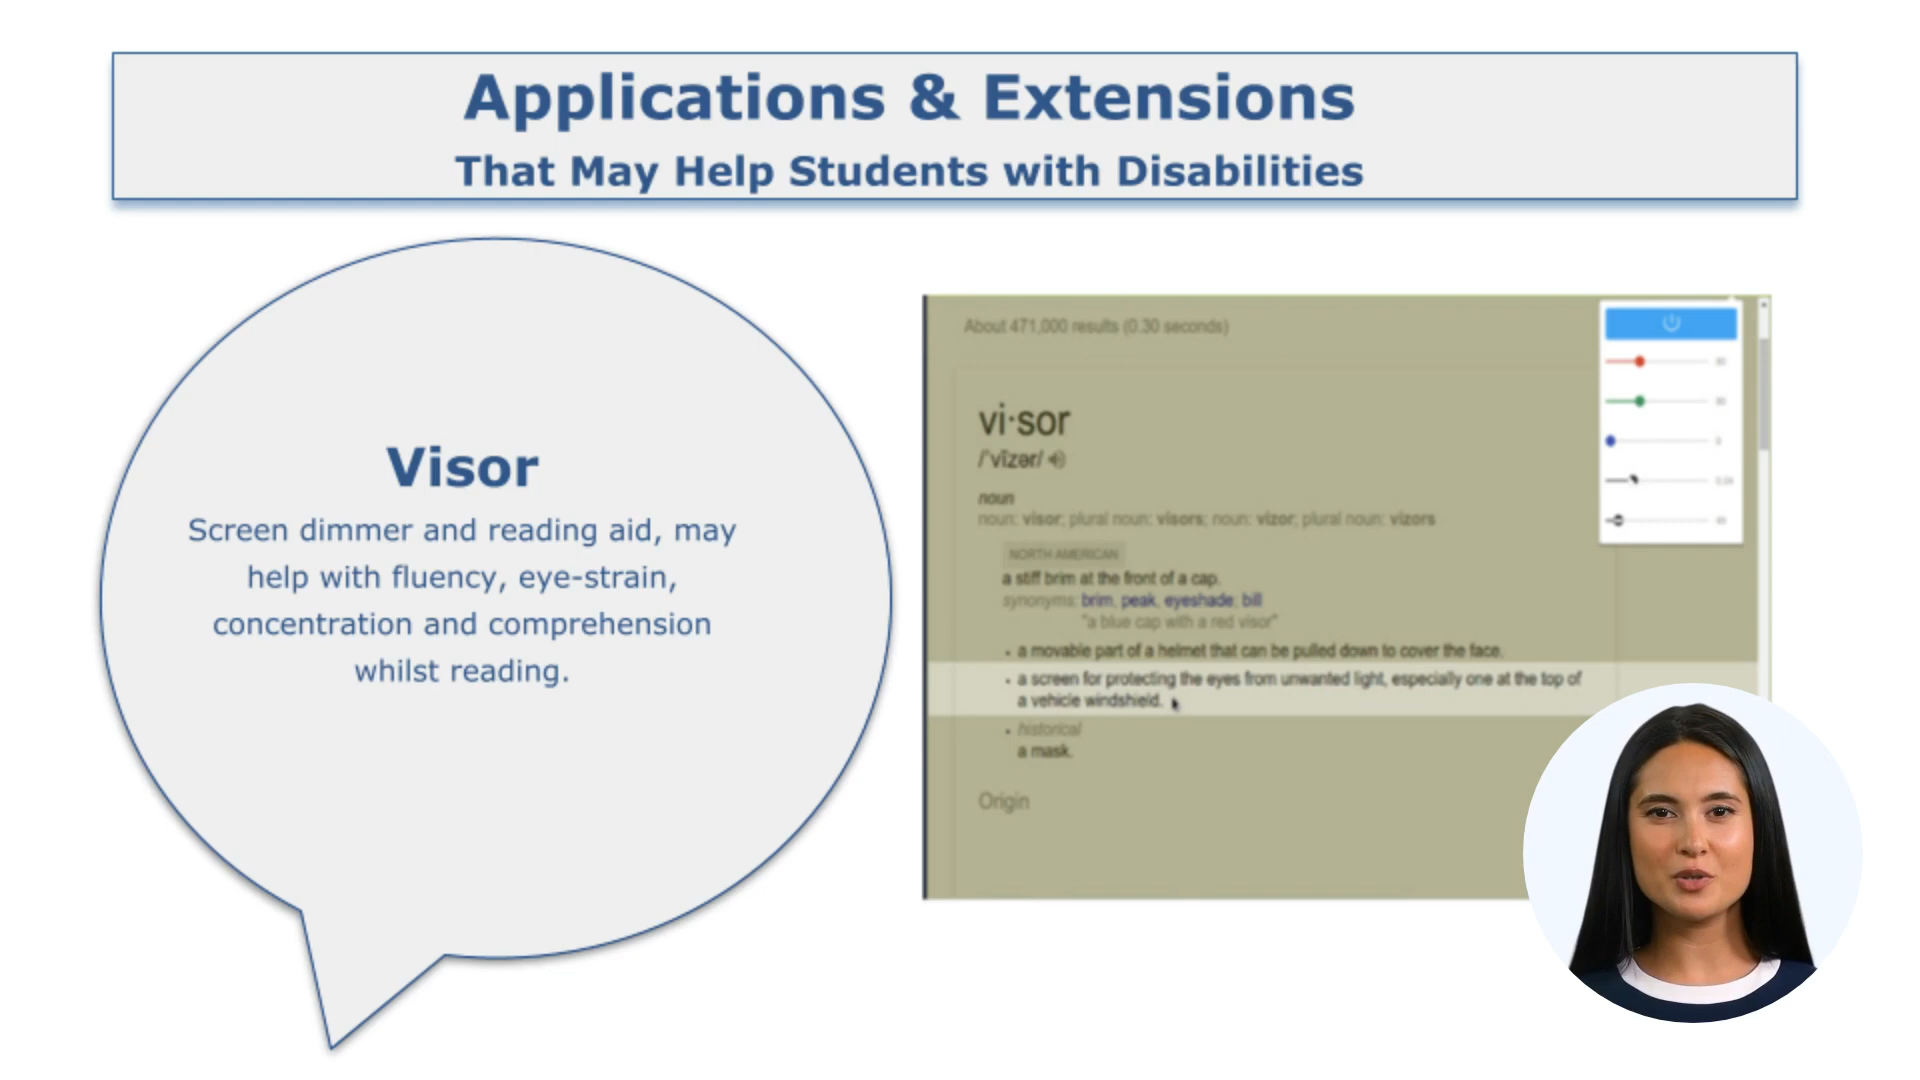 Applications & Extensions
That May Help Students with Disabilities
Visor
Screen dimmer and reading aid, may
help with fluency, eye-strain,
concentration and comprehension
whilst reading.
About 471,000 results (0.30 seconds)
vi·sor
/ˈvīzər/
noun
noun: visor; plural noun: visors; noun: vizor; plural noun: vizors
NORTH AMERICAN
a stiff brim at the front of a cap.
synonyms: brim, peak, eyeshade; bill
"a blue cap with a red visor"
• a movable part of a helmet that can be pulled down to cover the face.
• a screen for protecting the eyes from unwanted light, especially one at the top of
a vehicle windshield.
• historical
a mask.
Origin